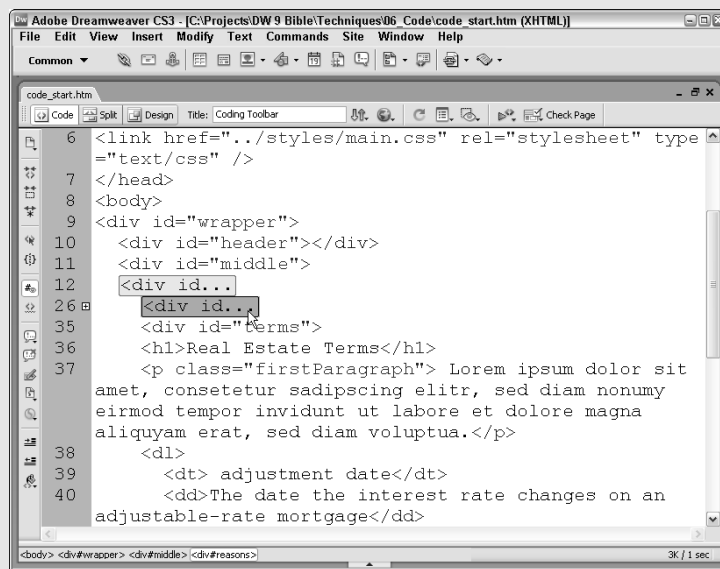 Adobe Dreamweaver CS3 - [C:\Projects\DW 9 Bible\Techniques\06_Code\code_start.htm (XHTML)]
File Edit View Insert Modify Text Commands Site Window Help
Common
code_start.htm
Code Split Design Title: Coding Toolbar Check Page
6 <link href="../styles/main.css" rel="stylesheet" type
="text/css" />
7 </head>
8 <body>
9 <div id="wrapper">
10 <div id="header"></div>
11 <div id="middle">
12 <div id...
26 <div id...
35 <div id="terms">
36 <h1>Real Estate Terms</h1>
37 <p class="firstParagraph"> Lorem ipsum dolor sit
amet, consetetur sadipscing elitr, sed diam nonumy
eirmod tempor invidunt ut labore et dolore magna
aliquyam erat, sed diam voluptua.</p>
38 <dl>
39 <dt> adjustment date</dt>
40 <dd>The date the interest rate changes on an
adjustable-rate mortgage</dd>
<body> <div#wrapper> <div#middle> <div#reasons> 3K / 1 sec